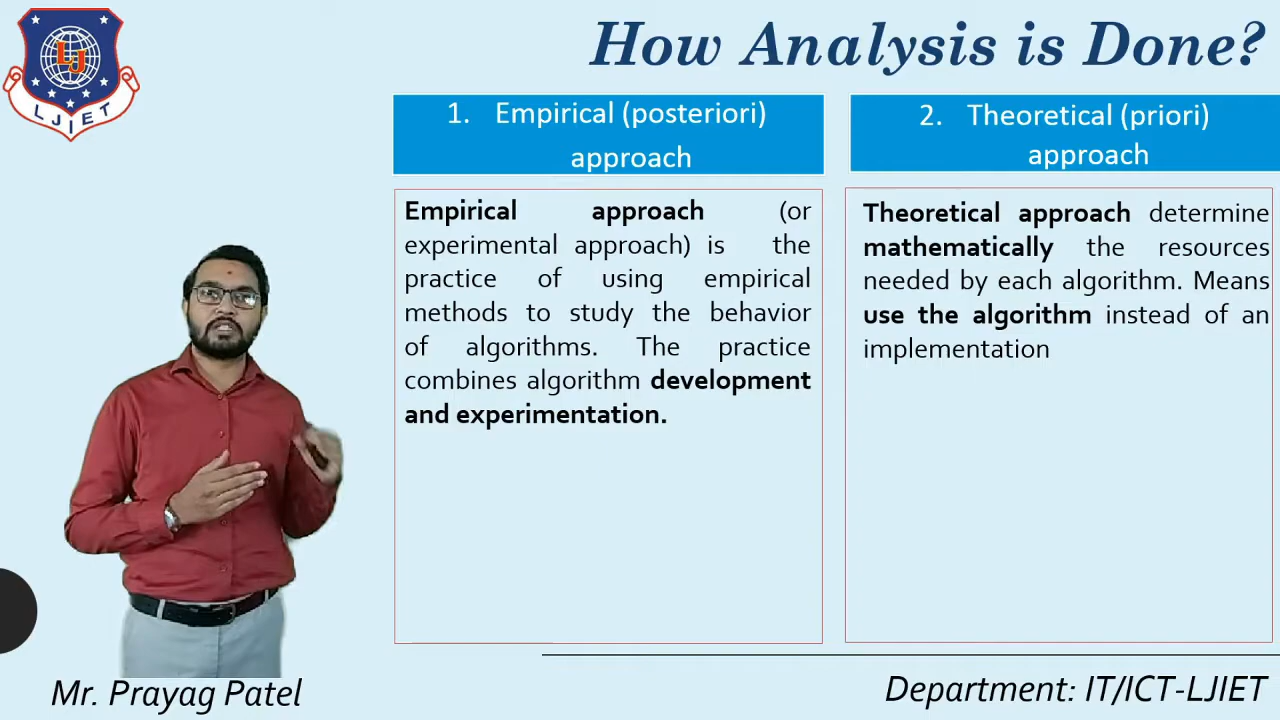 LJ
LJIET
How Analysis is Done?
1. Empirical (posteriori)
approach
Empirical approach (or
experimental approach) is the
practice of using empirical
methods to study the behavior
of algorithms. The practice
combines algorithm development
and experimentation.
2. Theoretical (priori)
approach
Theoretical approach determine
mathematically the resources
needed by each algorithm. Means
use the algorithm instead of an
implementation
Mr. Prayag Patel
Department: IT/ICT-LJIET